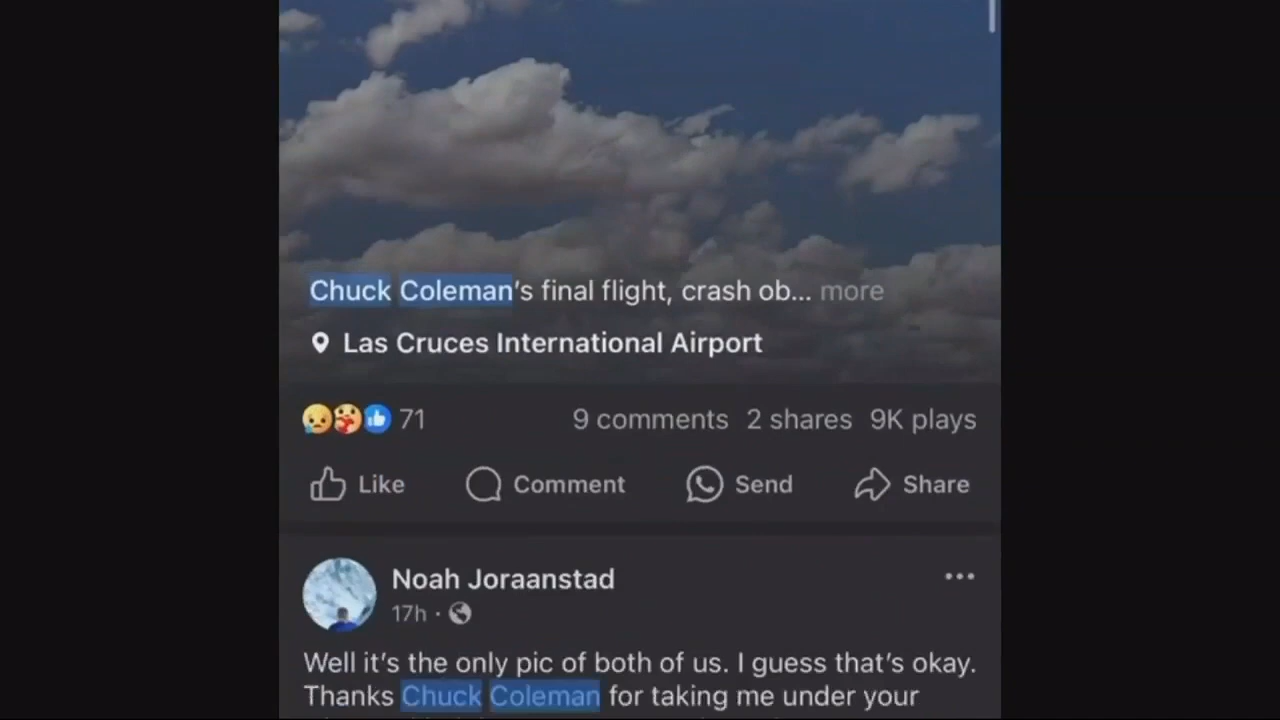 Chuck Coleman's final flight, crash ob... more
Las Cruces International Airport
71 9 comments 2 shares 9K plays
Like Comment Send Share
Noah Joraanstad
17h ·
Well it's the only pic of both of us. I guess that's okay.
Thanks Chuck Coleman for taking me under your